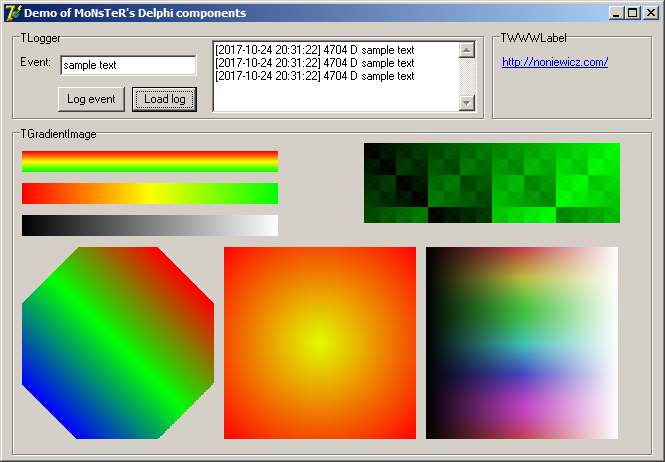 Demo of MoNsTeR's Delphi components
TLogger
Event:
sample text
Log event
Load log
[2017-10-24 20:31:22] 4704 D sample text
[2017-10-24 20:31:22] 4704 D sample text
[2017-10-24 20:31:22] 4704 D sample text
TWWWLabel
http://noniewicz.com/
TGradientImage